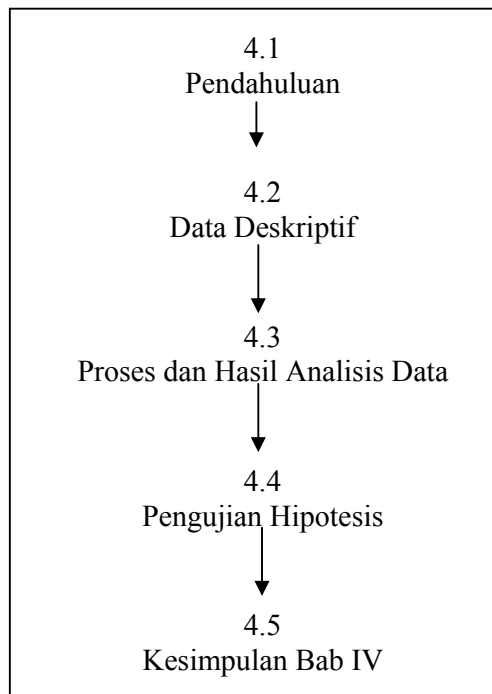 4.1
Pendahuluan
4.2
Data Deskriptif
4.3
Proses dan Hasil Analisis Data
4.4
Pengujian Hipotesis
4.5
Kesimpulan Bab IV